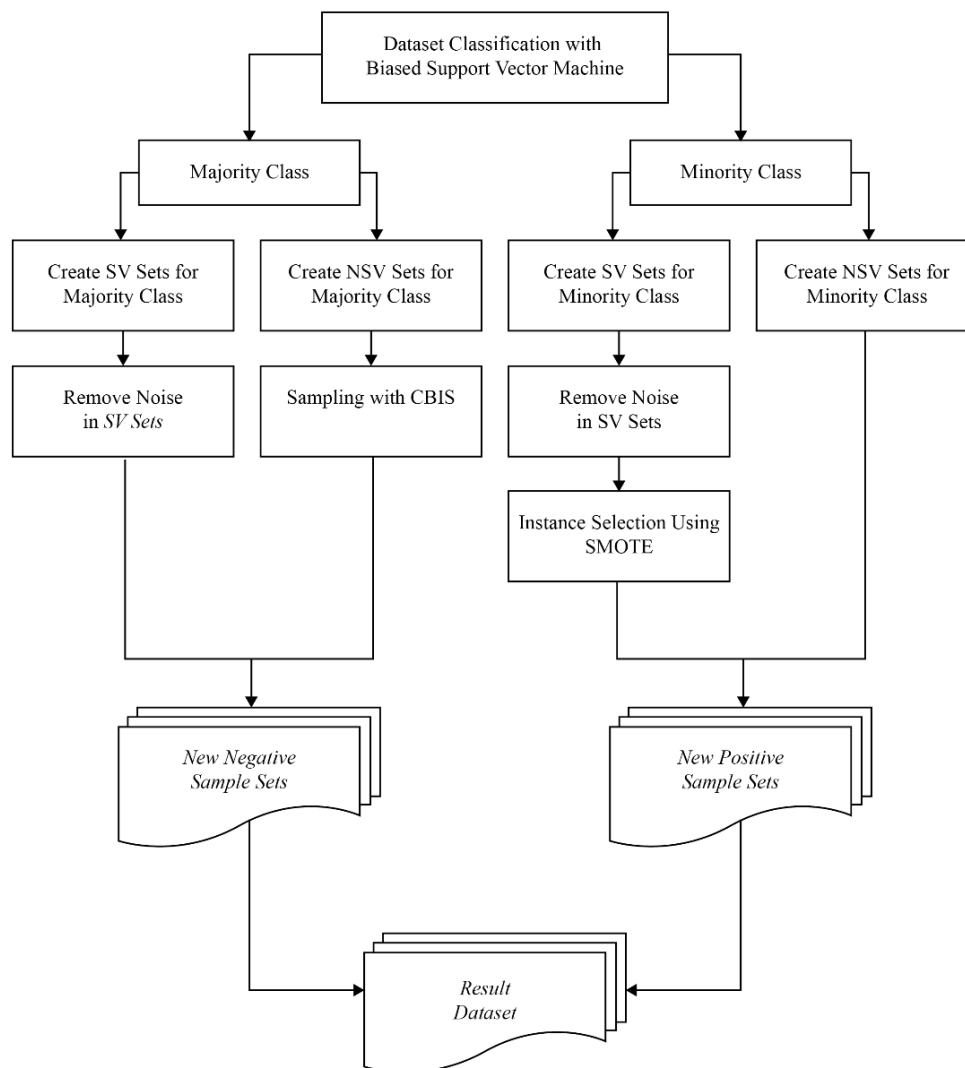 Dataset Classification with
Biased Support Vector Machine
Majority Class
Minority Class
Create SV Sets for
Majority Class
Create NSV Sets for
Majority Class
Create SV Sets for
Minority Class
Create NSV Sets for
Minority Class
Remove Noise
in SV Sets
Sampling with CBIS
Remove Noise
in SV Sets
Instance Selection Using
SMOTE
New Negative
Sample Sets
New Positive
Sample Sets
Result
Dataset